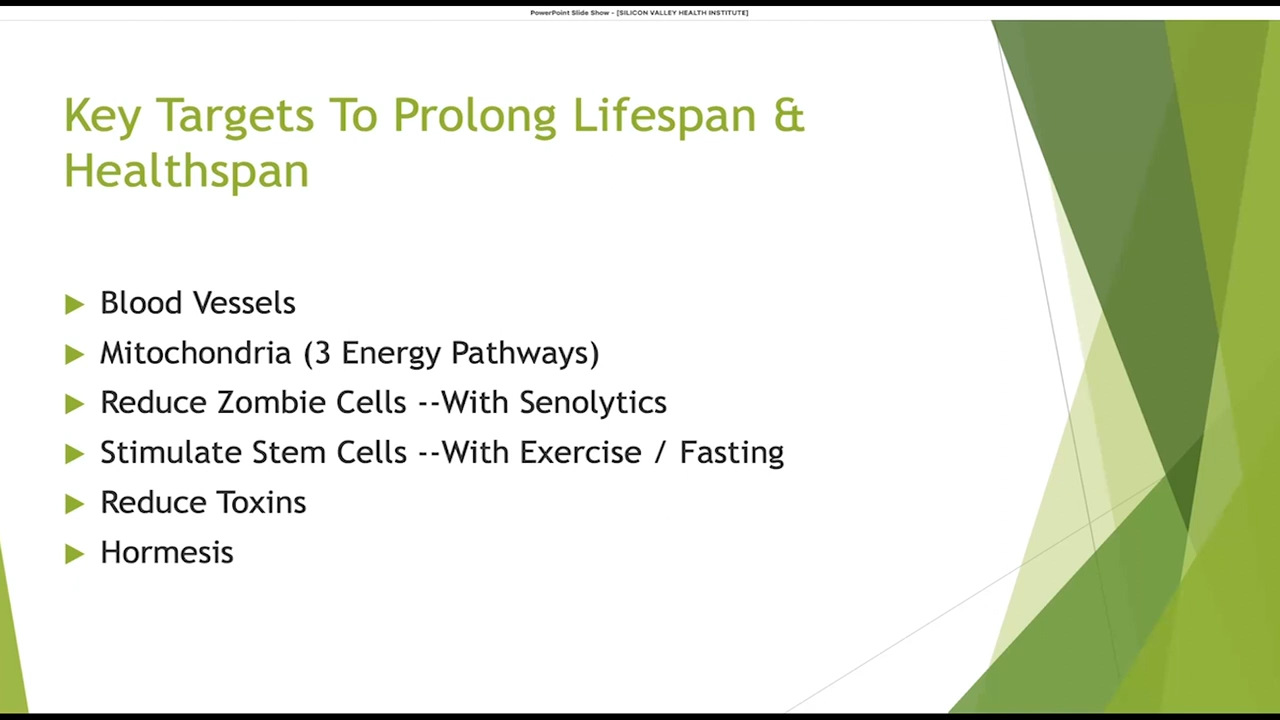 PowerPoint Slide Show - [SILICON VALLEY HEALTH INSTITUTE]
Key Targets To Prolong Lifespan &
Healthspan
Blood Vessels
Mitochondria (3 Energy Pathways)
Reduce Zombie Cells --With Senolytics
Stimulate Stem Cells --With Exercise / Fasting
Reduce Toxins
Hormesis